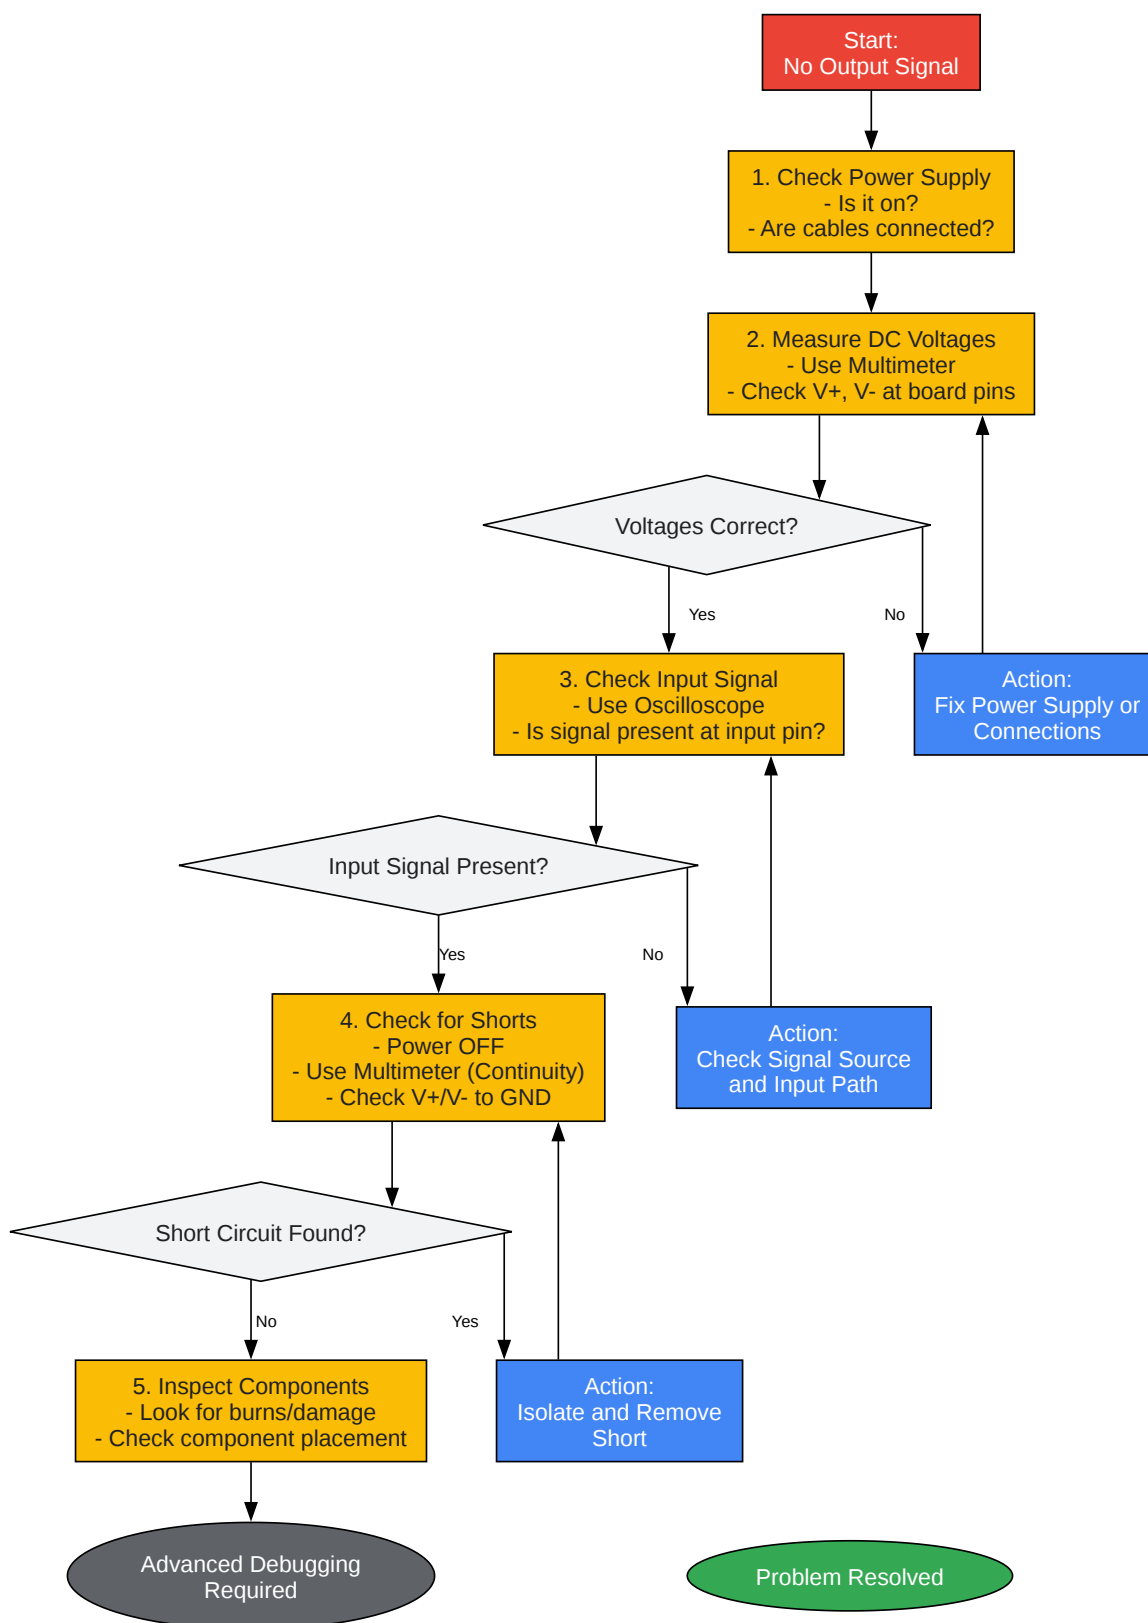 Start:
No Output Signal
1. Check Power Supply
- Is it on?
- Are cables connected?
2. Measure DC Voltages
- Use Multimeter
- Check V+, V- at board pins
Voltages Correct?
Yes
No
3. Check Input Signal
- Use Oscilloscope
- Is signal present at input pin?
Action:
Fix Power Supply or
Connections
Input Signal Present?
Yes
No
4. Check for Shorts
- Power OFF
- Use Multimeter (Continuity)
- Check V+/V- to GND
Action:
Check Signal Source
and Input Path
Short Circuit Found?
No
Yes
5. Inspect Components
- Look for burns/damage
- Check component placement
Action:
Isolate and Remove
Short
Advanced Debugging
Required
Problem Resolved